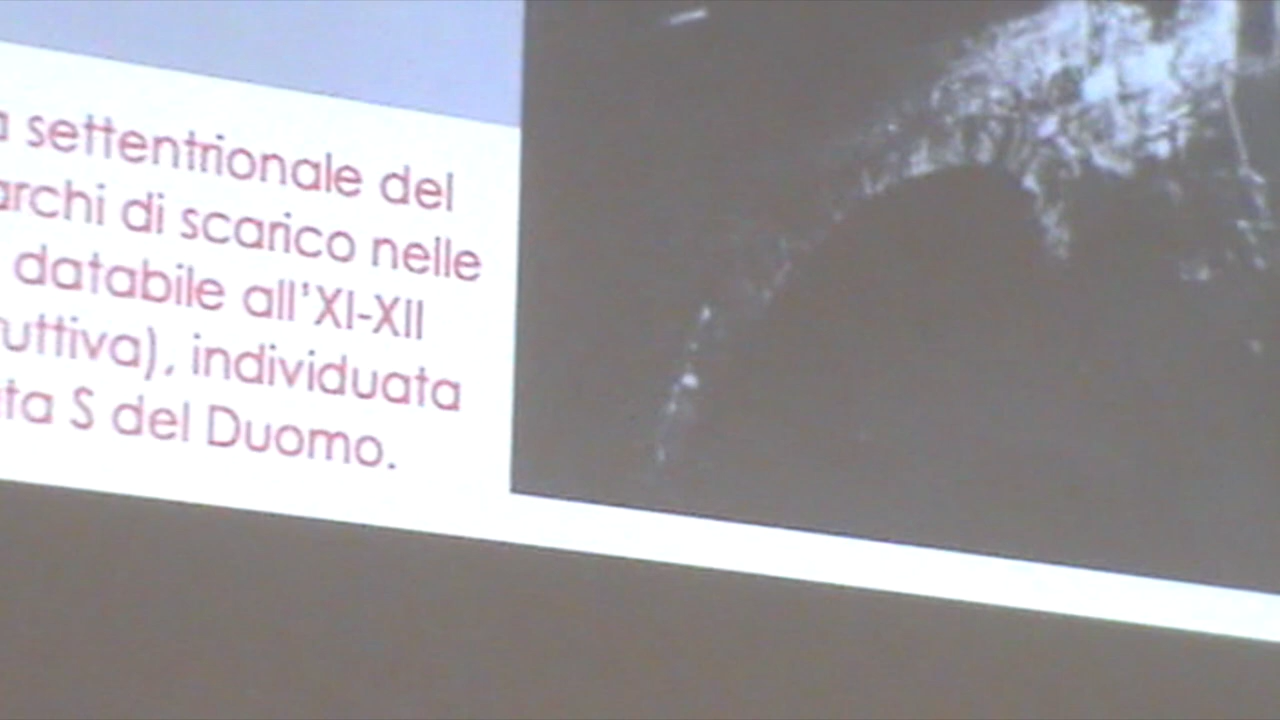 settentrionale del
archi di scarico nelle
databile all'XI-XII
uttiva), individuata
ta S del Duomo.